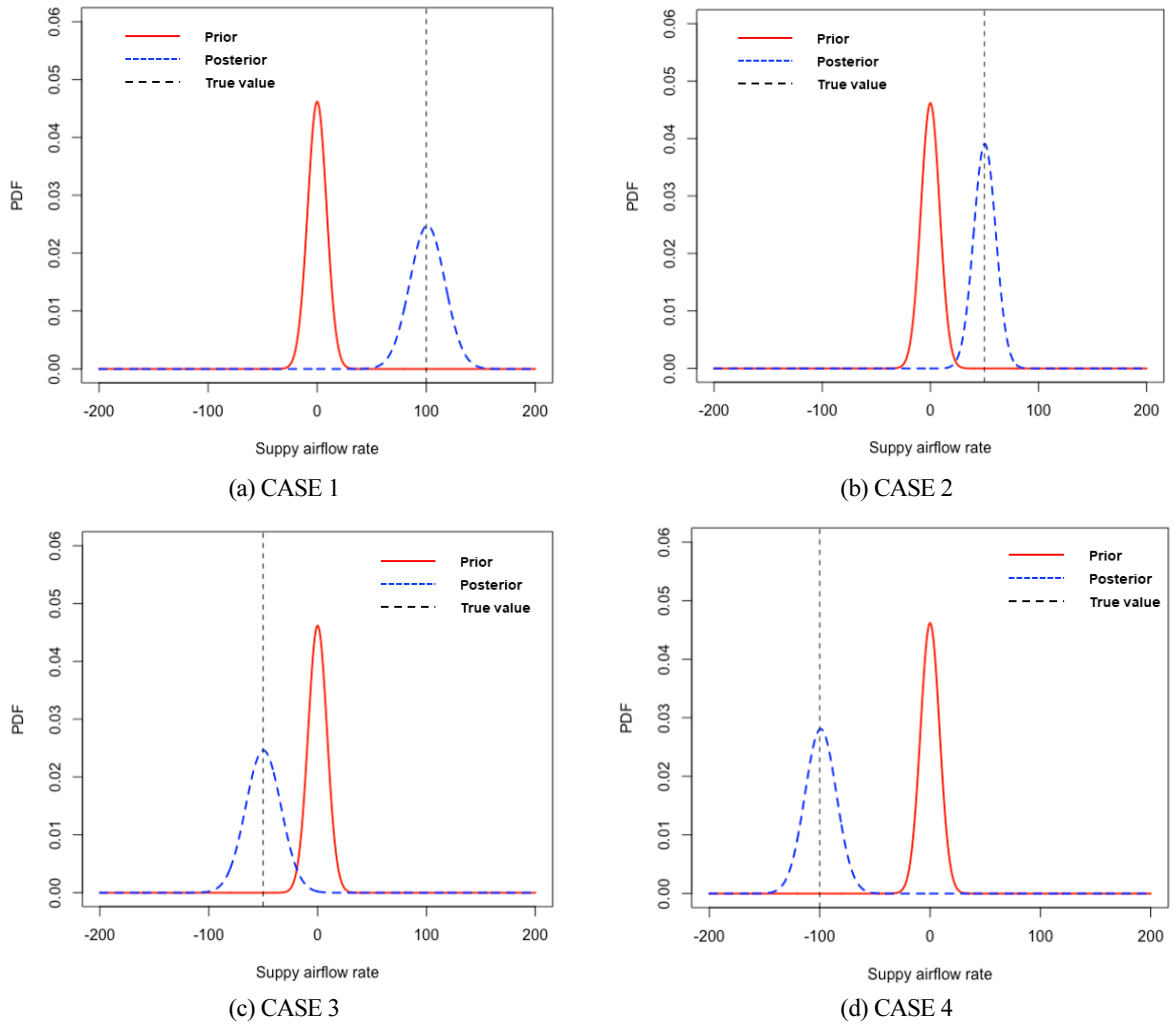 0.06
0.05
0.04
0.03
0.02
0.01
0.00
PDF
Prior
Posterior
True value
-200 -100 0 100 200
Suppy airflow rate
(a) CASE 1
0.06
0.05
0.04
0.03
0.02
0.01
0.00
PDF
Prior
Posterior
True value
-200 -100 0 100 200
Suppy airflow rate
(b) CASE 2
0.06
0.05
0.04
0.03
0.02
0.01
0.00
PDF
Prior
Posterior
True value
-200 -100 0 100 200
Suppy airflow rate
(c) CASE 3
0.06
0.05
0.04
0.03
0.02
0.01
0.00
PDF
Prior
Posterior
True value
-200 -100 0 100 200
Suppy airflow rate
(d) CASE 4